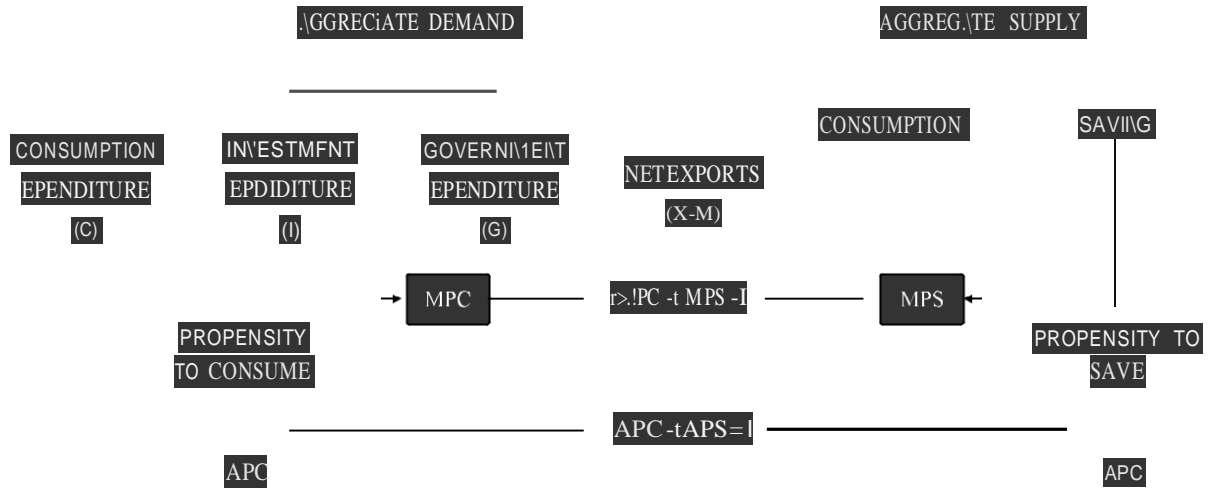 .\GGRECiATE DEMAND
AGGREG.\TE SUPPLY
CONSUMPTION
EPENDITURE
(C)
IN\'ESTMFNT
EPDIDITURE
(I)
GOVERNI\1EI\T
EPENDITURE
(G)
NETEXPORTS
(X-M)
CONSUMPTION
SAVII\G
MPC
r>.!PC -t MPS -I
MPS
PROPENSITY
TO CONSUME
PROPENSITY TO
SAVE
APC-tAPS=I
APC
APC